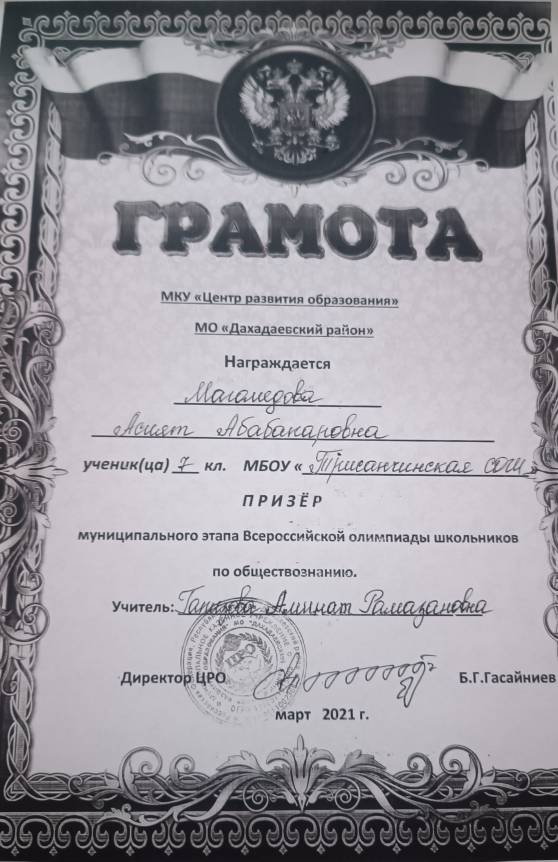 ГРАМОТА
МКУ «Центр развития образования»
МО «Дахадаевский район»
Награждается
Магомедова
Асият Абабакаровна
ученик(ца) 7 кл. МБОУ «Трисанчинская сош»
ПРИЗЁР
муниципального этапа Всероссийской олимпиады школьников
по обществознанию.
Учитель: Аминат Рамазановна
Директор ЦРО Б.Г.Гасайниев
март 2021 г.